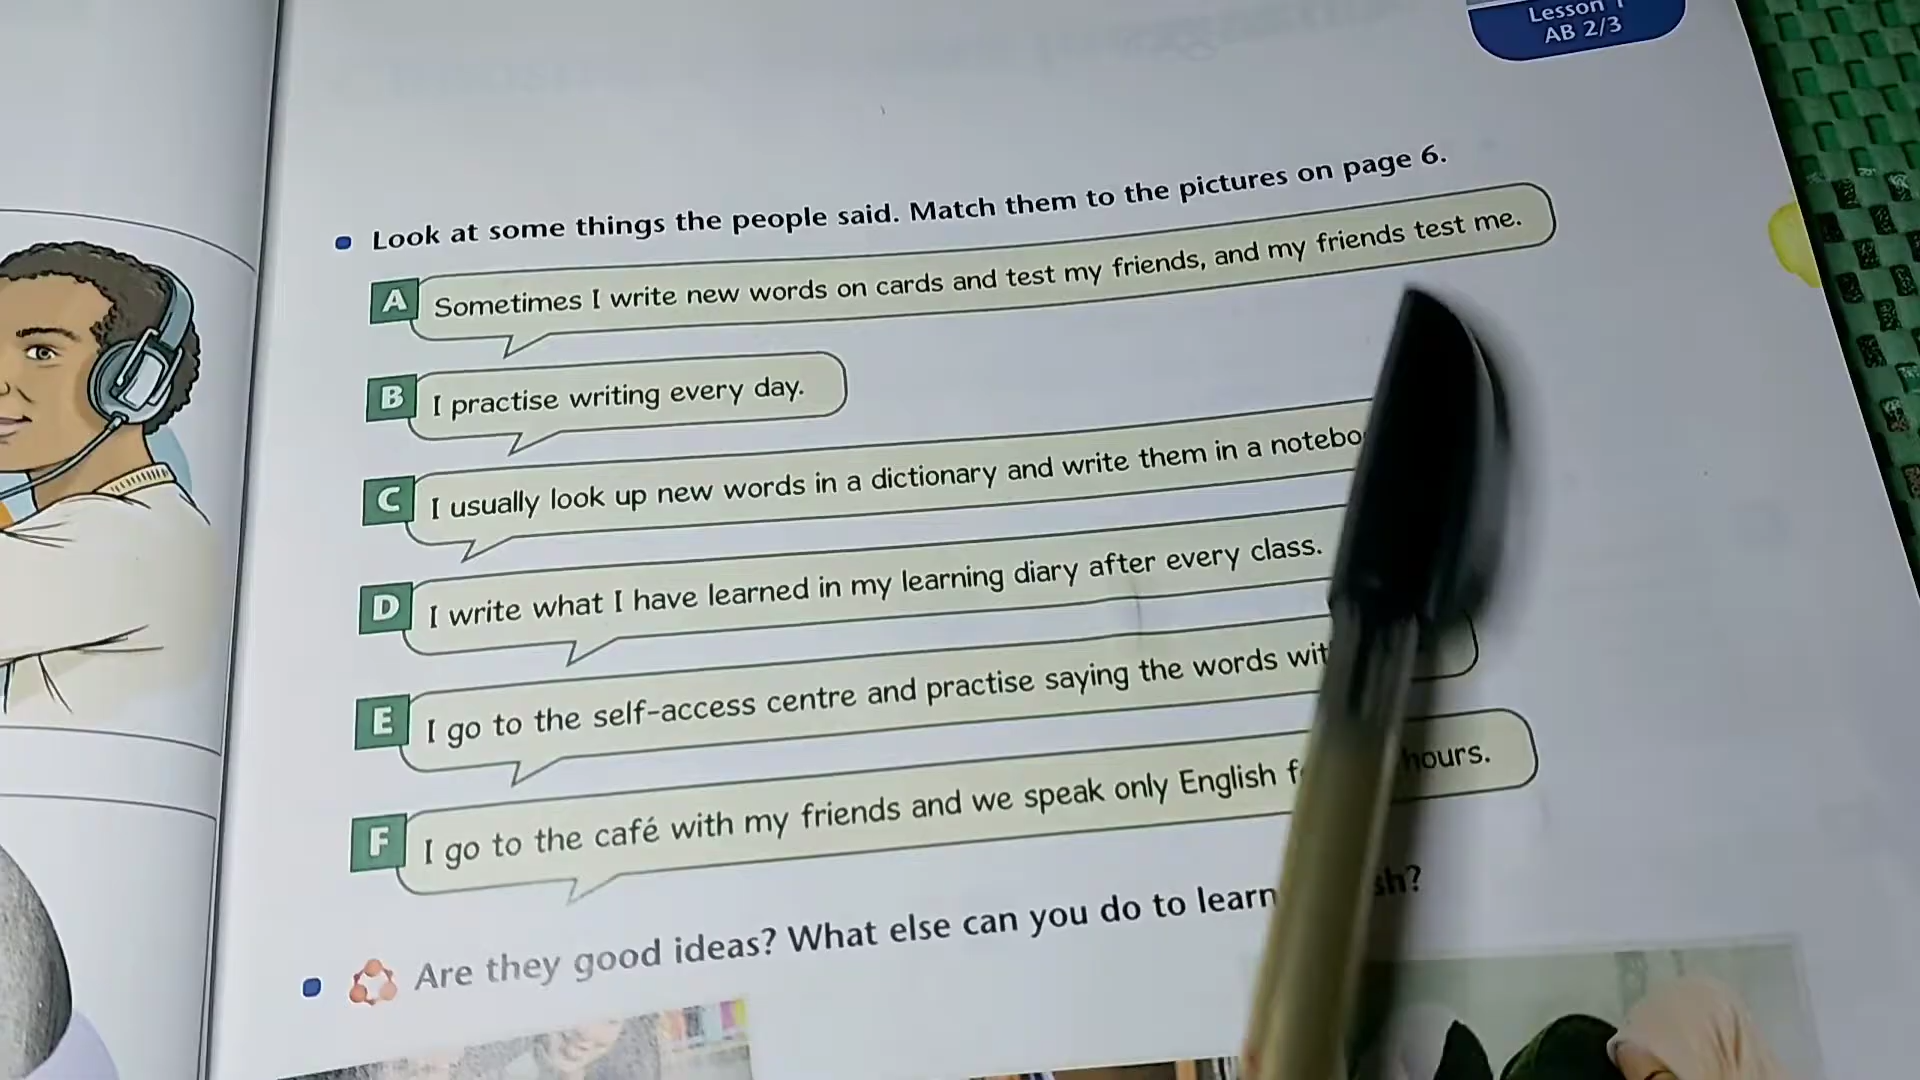 Lesson 1
AB 2/3
Look at some things the people said. Match them to the pictures on page 6.
A Sometimes I write new words on cards and test my friends, and my friends test me.
B I practise writing every day.
C I usually look up new words in a dictionary and write them in a
D I write what I have learned in my learning diary after every class.
E I go to the self-access centre and practise saying the words
F I go to the café with my friends and we speak only English hours.
Are they good ideas? What else can you do to learn